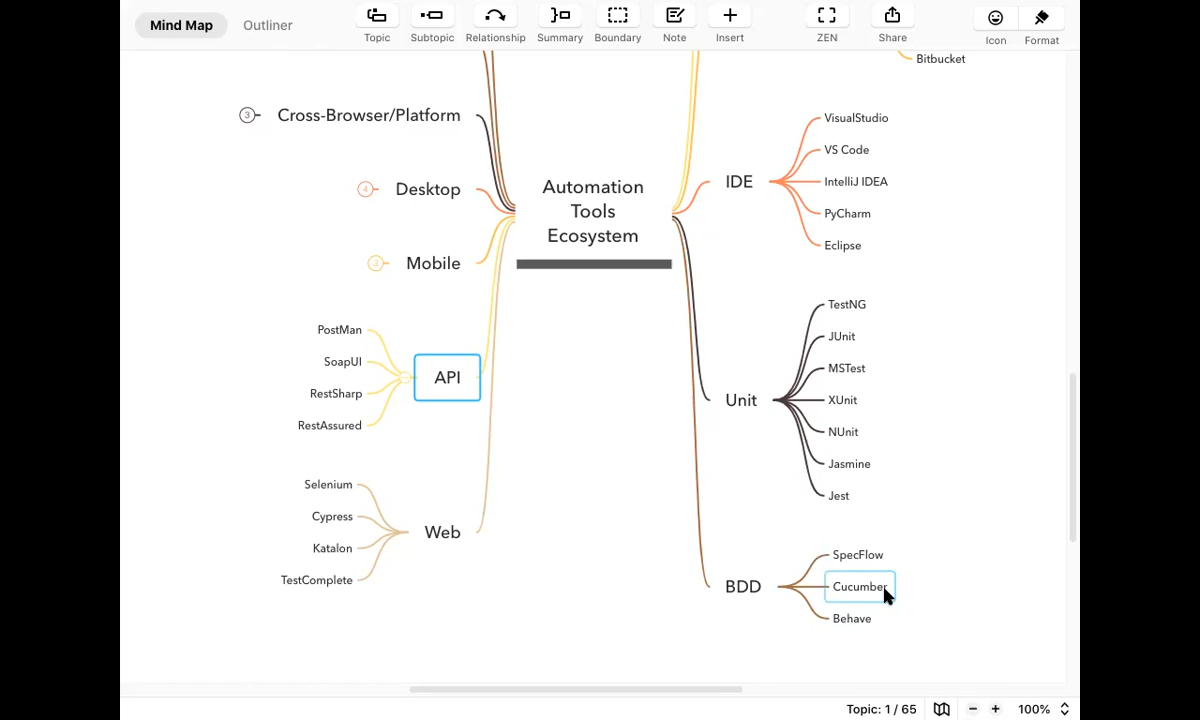 Mind Map
Outliner
Topic
Subtopic
Relationship
Summary
Boundary
Note
Insert
ZEN
Share
Icon
Format
Bitbucket
3
Cross-Browser/Platform
4
Desktop
Mobile
API
PostMan
SoapUI
RestSharp
RestAssured
Web
Selenium
Cypress
Katalon
TestComplete
Automation
Tools
Ecosystem
IDE
VisualStudio
VS Code
IntelliJ IDEA
PyCharm
Eclipse
Unit
TestNG
JUnit
MSTest
XUnit
NUnit
Jasmine
Jest
BDD
SpecFlow
Cucumber
Behave
Topic: 1 / 65
100%